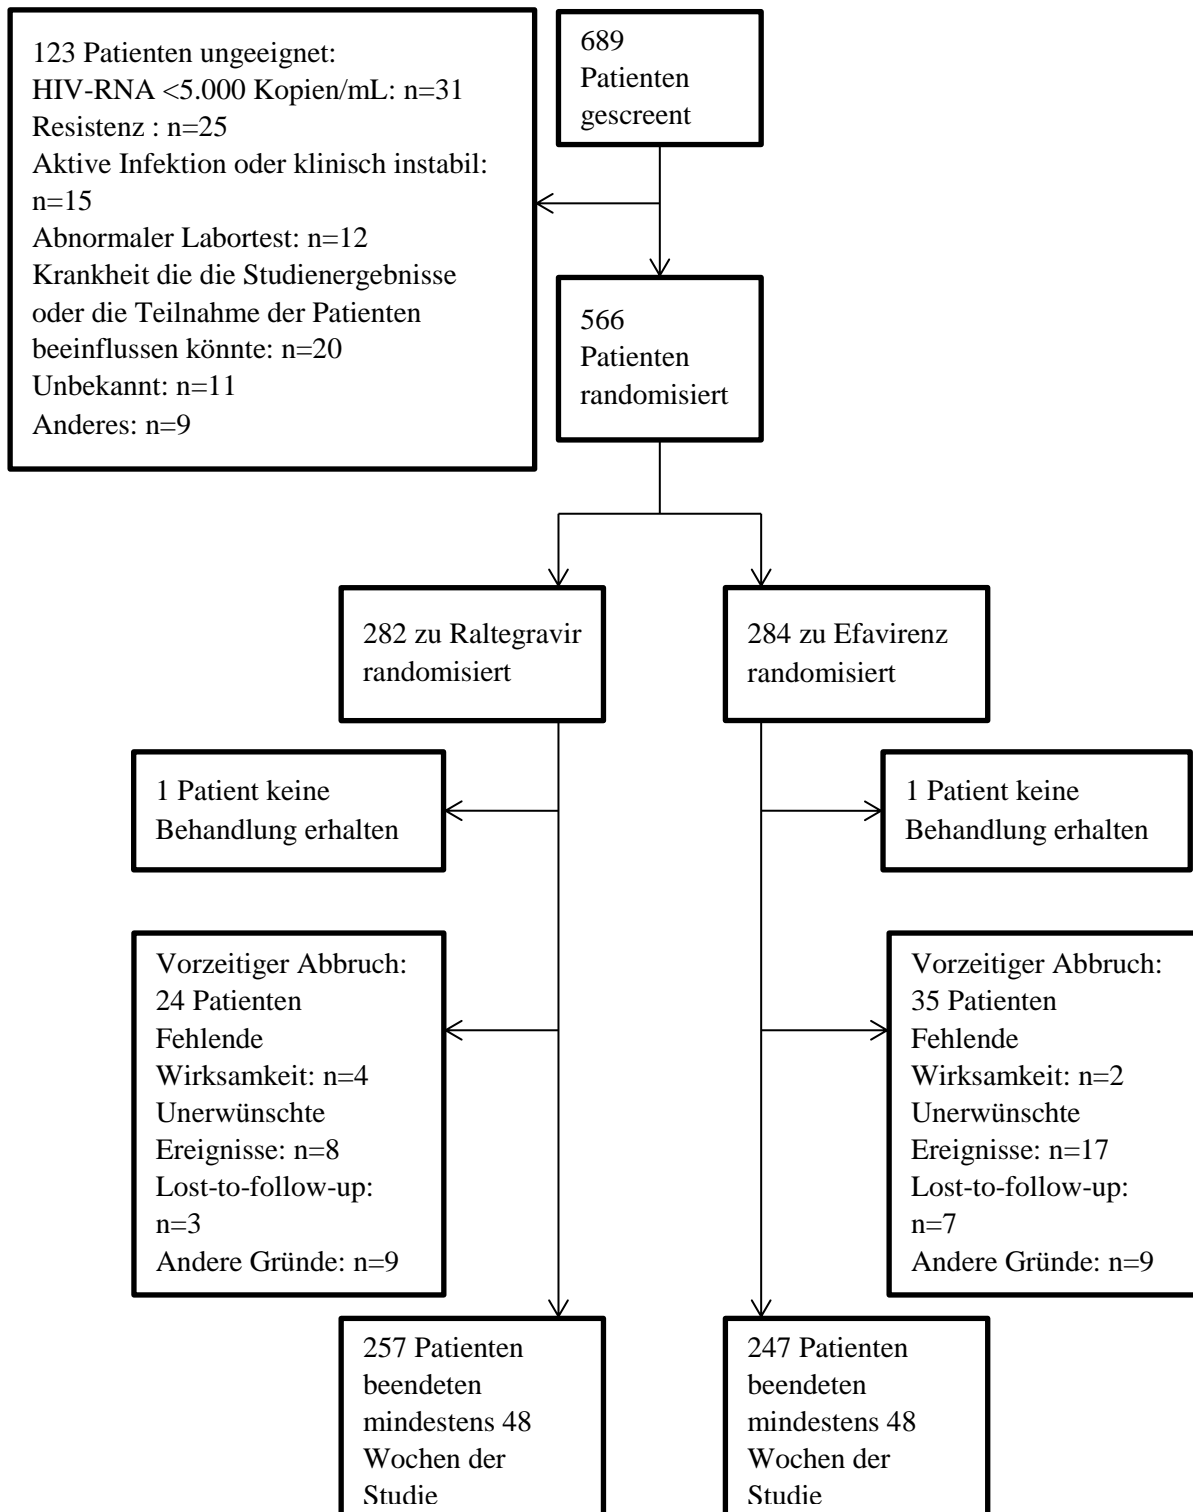 123 Patienten ungeeignet:
HIV-RNA <5.000 Kopien/mL: n=31
Resistenz : n=25
Aktive Infektion oder klinisch instabil:
n=15
Abnormaler Labortest: n=12
Krankheit die die Studienergebnisse
oder die Teilnahme der Patienten
beeinflussen könnte: n=20
Unbekannt: n=11
Anderes: n=9
689
Patienten
gescreent
566
Patienten
randomisiert
282 zu Raltegravir
randomisiert
284 zu Efavirenz
randomisiert
1 Patient keine
Behandlung erhalten
1 Patient keine
Behandlung erhalten
Vorzeitiger Abbruch:
24 Patienten
Fehlende
Wirksamkeit: n=4
Unerwünschte
Ereignisse: n=8
Lost-to-follow-up:
n=3
Andere Gründe: n=9
Vorzeitiger Abbruch:
35 Patienten
Fehlende
Wirksamkeit: n=2
Unerwünschte
Ereignisse: n=17
Lost-to-follow-up:
n=7
Andere Gründe: n=9
257 Patienten
beendeten
mindestens 48
Wochen der
Studie
247 Patienten
beendeten
mindestens 48
Wochen der
Studie